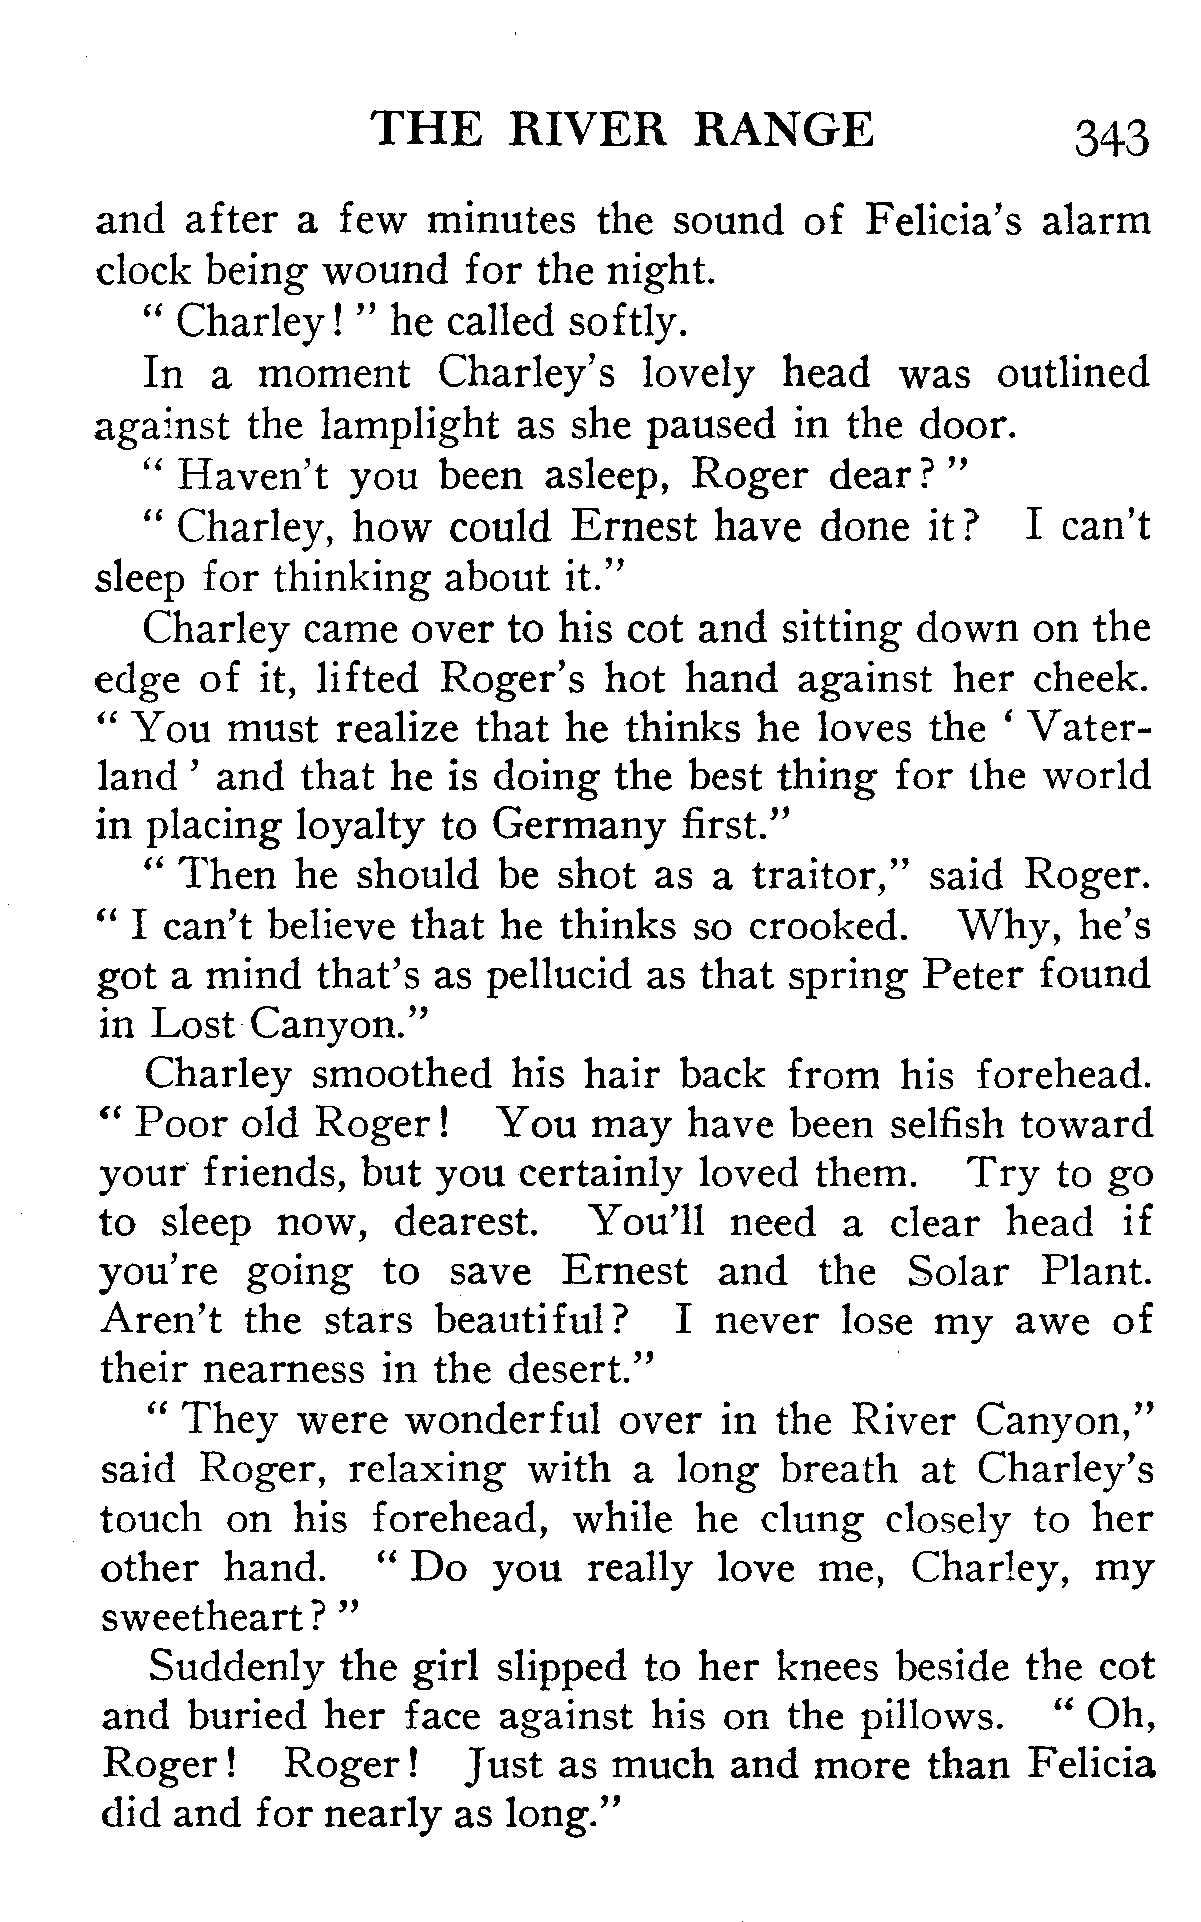 THE RIVER RANGE 343
and after a few minutes the sound of Felicia's alarm
clock being wound for the night.
" Charley! " he called softly.
In a moment Charley's lovely head was outlined
against the lamplight as she paused in the door.
" Haven't you been asleep, Roger dear? "
" Charley, how could Ernest have done it? I can't
sleep for thinking about it."
Charley came over to his cot and sitting down on the
edge of it, lifted Roger's hot hand against her cheek.
" You must realize that he thinks he loves the ' Vater-
land ' and that he is doing the best thing for the world
in placing loyalty to Germany first."
" Then he should be shot as a traitor," said Roger.
" I can't believe that he thinks so crooked. Why, he's
got a mind that's as pellucid as that spring Peter found
in Lost Canyon."
Charley smoothed his hair back from his forehead.
" Poor old Roger! You may have been selfish toward
your friends, but you certainly loved them. Try to go
to sleep now, dearest. You'll need a clear head if
you're going to save Ernest and the Solar Plant.
Aren't the stars beautiful? I never lose my awe of
their nearness in the desert."
" They were wonderful over in the River Canyon,"
said Roger, relaxing with a long breath at Charley's
touch on his forehead, while he clung closely to her
other hand. " Do you really love me, Charley, my
sweetheart? "
Suddenly the girl slipped to her knees beside the cot
and buried her face against his on the pillows. " Oh,
Roger! Roger! Just as much and more than Felicia
did and for nearly as long."